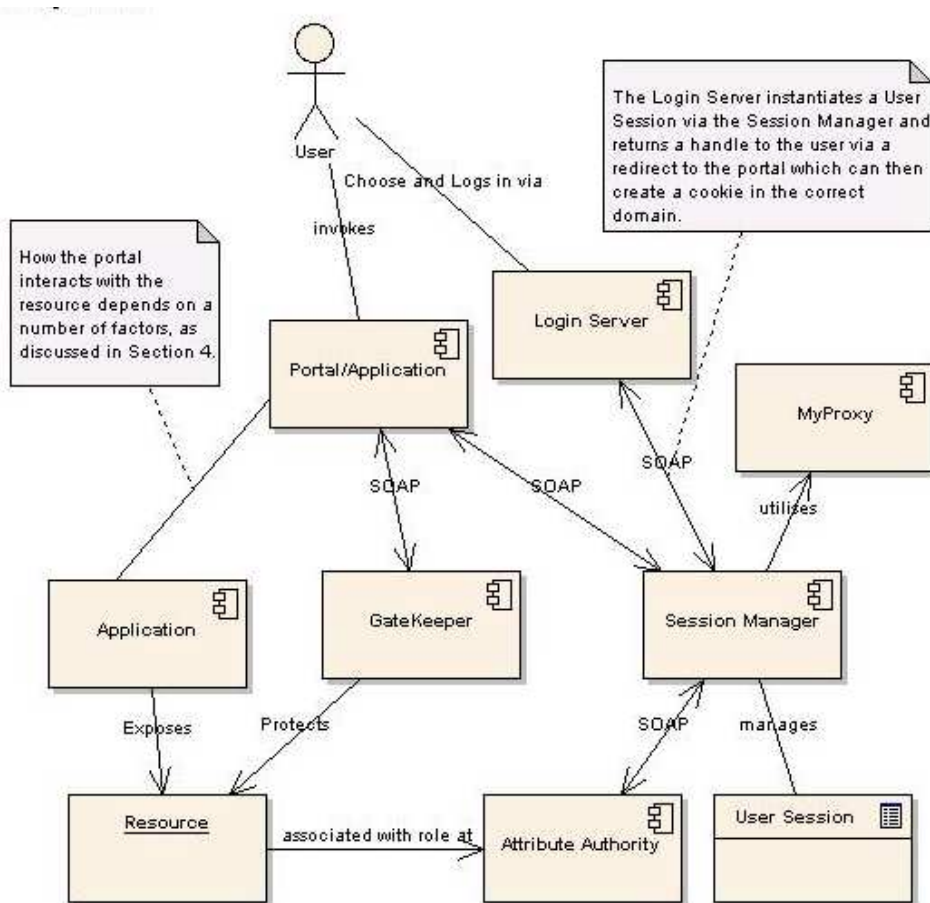 User
The Login Server instantiates a User
Session via the Session Manager and
returns a handle to the user via a
redirect to the portal which can then
create a cookie in the correct
domain.
Choose and Logs in via
invokes
How the portal
interacts with the
resource depends on a
number of factors, as
discussed in Section 4.
Login Server
Portal/Application
MyProxy
SOAP
SOAP
SOAP
utilises
Application
GateKeeper
Session Manager
Exposes
Protects
SOAP
manages
Resource
associated with role at
Attribute Authority
User Session